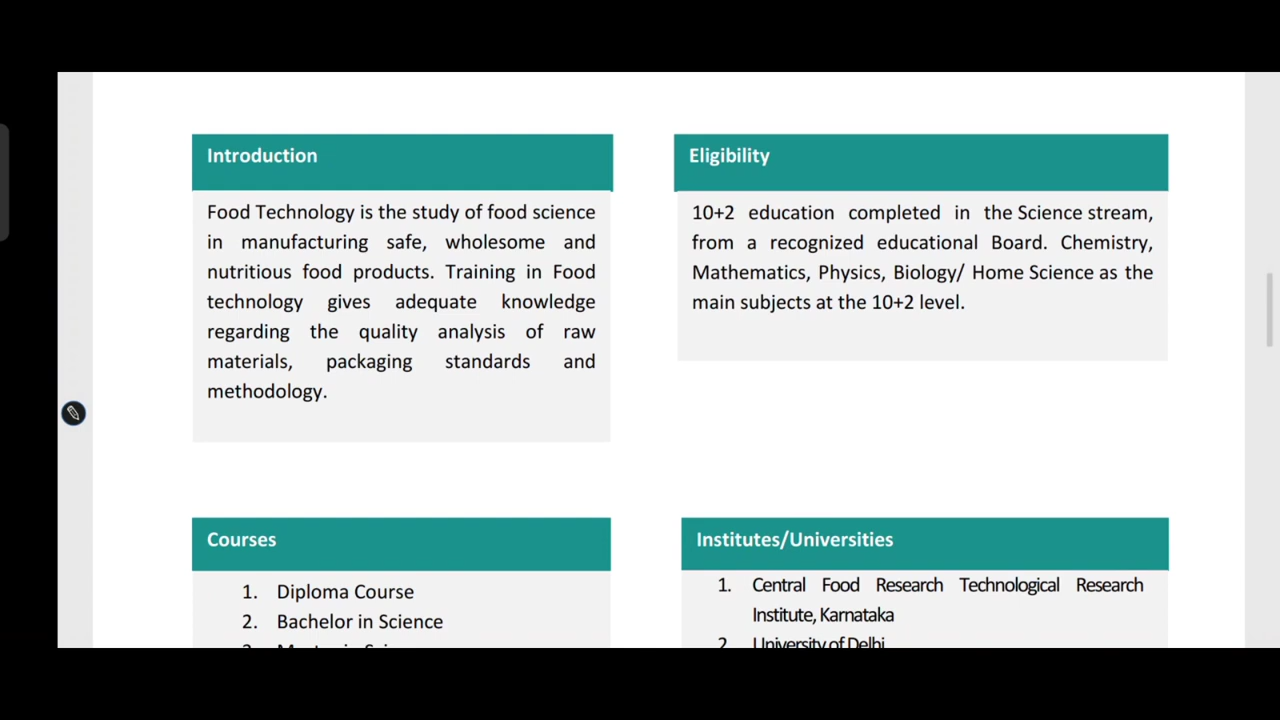 Introduction
Food Technology is the study of food science
in manufacturing safe, wholesome and
nutritious food products. Training in Food
technology gives adequate knowledge
regarding the quality analysis of raw
materials, packaging standards and
methodology.
Eligibility
10+2 education completed in the Science stream,
from a recognized educational Board. Chemistry,
Mathematics, Physics, Biology/ Home Science as the
main subjects at the 10+2 level.
Courses
1. Diploma Course
2. Bachelor in Science
Institutes/Universities
1. Central Food Research Technological Research
Institute, Karnataka
2. University of Delhi